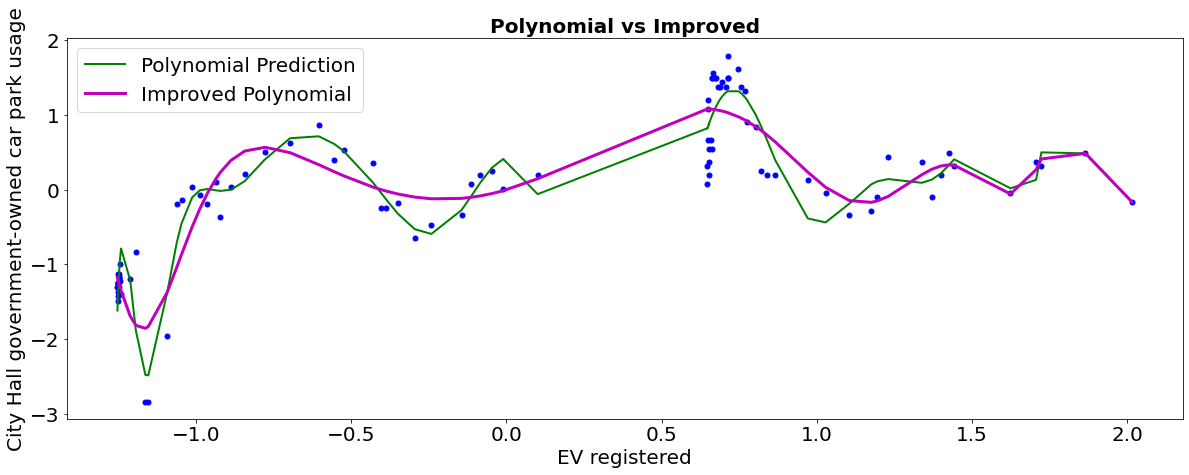 Polynomial vs Improved
City Hall government-owned car park usage
2
1
0
−1
−2
−3
Polynomial Prediction
Improved Polynomial
−1.0 −0.5 0.0 0.5 1.0 1.5 2.0
EV registered